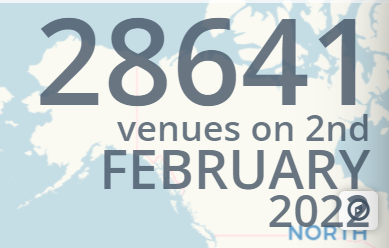 28641
venues on 2nd
FEBRUARY
2022
NORTH